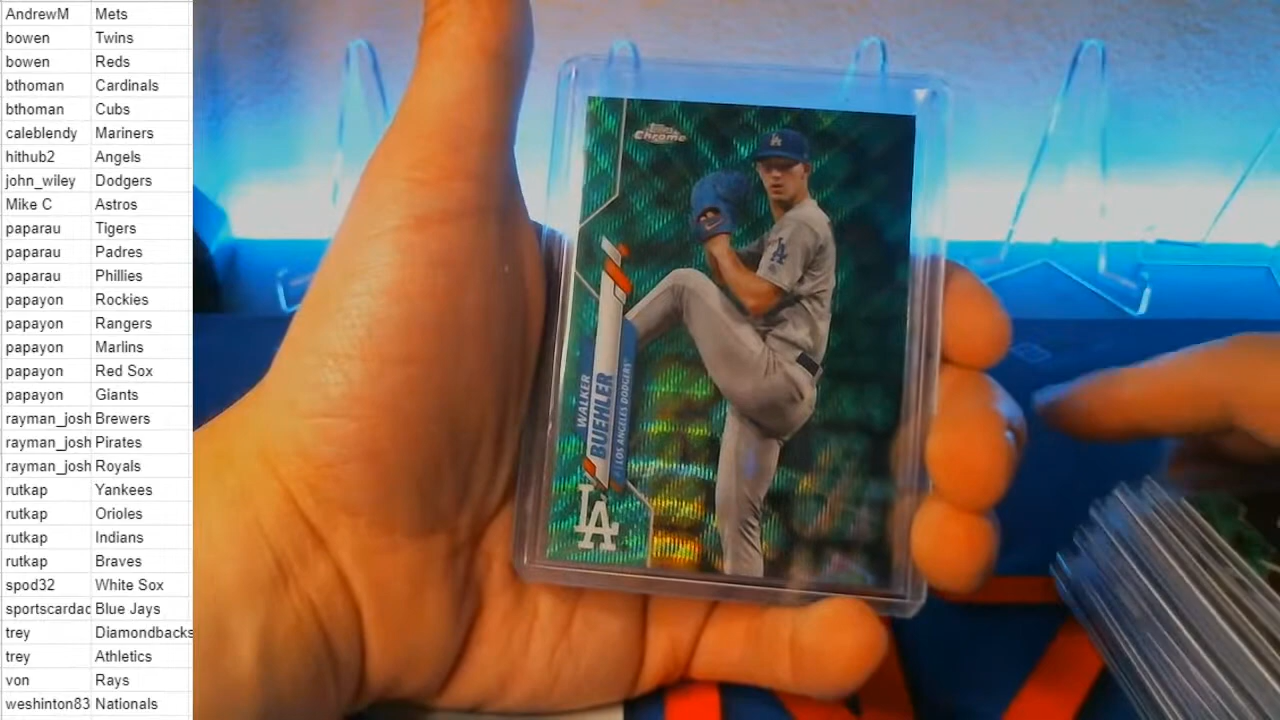 AndrewM Mets
bowen Twins
bowen Reds
bthoman Cardinals
bthoman Cubs
caleblendy Mariners
hithub2 Angels
john_wiley Dodgers
Mike C Astros
paparau Tigers
paparau Padres
paparau Phillies
papayon Rockies
papayon Rangers
papayon Marlins
papayon Red Sox
papayon Giants
rayman_josh Brewers
rayman_josh Pirates
rayman_josh Royals
rutkap Yankees
rutkap Orioles
rutkap Indians
rutkap Braves
spod32 White Sox
sportscardac Blue Jays
trey Diamondbacks
trey Athletics
von Rays
weshinton83 Nationals
Topps
Chrome
LA
LA
WALKER
BUEHLER
LOS ANGELES DODGERS
LA